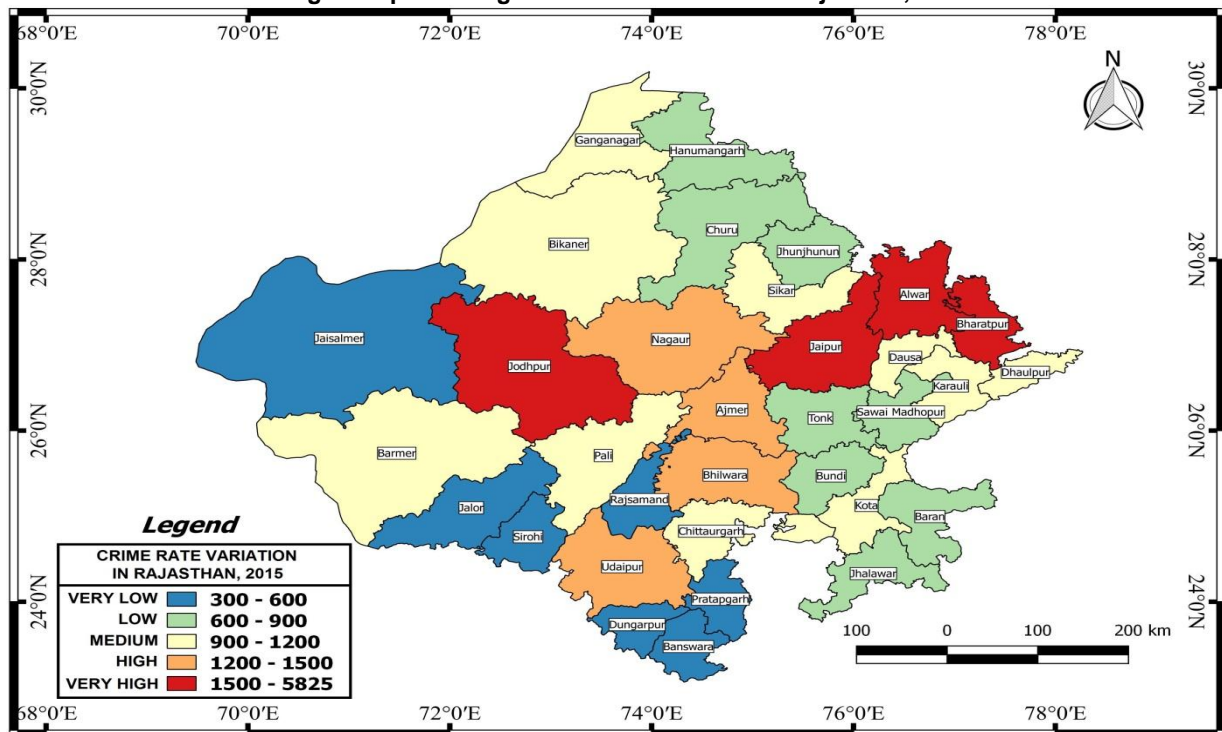 68°0'E 70°0'E 72°0'E 74°0'E 76°0'E 78°0'E
30°0'N 30°0'N
N
Ganganagar
Hanumangarh
Churu
Bikaner
Jhunjhunun
28°0'N 28°0'N
Sikar
Alwar
Bharatpur
Jaisalmer
Nagaur
Jaipur
Dausa
Jodhpur
Dhaulpur
Karauli
Ajmer
Sawai Madhopur
Tonk
26°0'N 26°0'N
Barmer
Pali
Bhilwara
Bundi
Rajsamand
Jalor
Kota
Baran
Sirohi
Chittaurgarh
Udaipur
Jhalawar
24°0'N 24°0'N
Pratapgarh
Dungarpur
Banswara
Legend
CRIME RATE VARIATION
IN RAJASTHAN, 2015
VERY LOW 300 - 600
LOW 600 - 900
MEDIUM 900 - 1200
HIGH 1200 - 1500
VERY HIGH 1500 - 5825
100 0 100 200 km
68°0'E 70°0'E 72°0'E 74°0'E 76°0'E 78°0'E